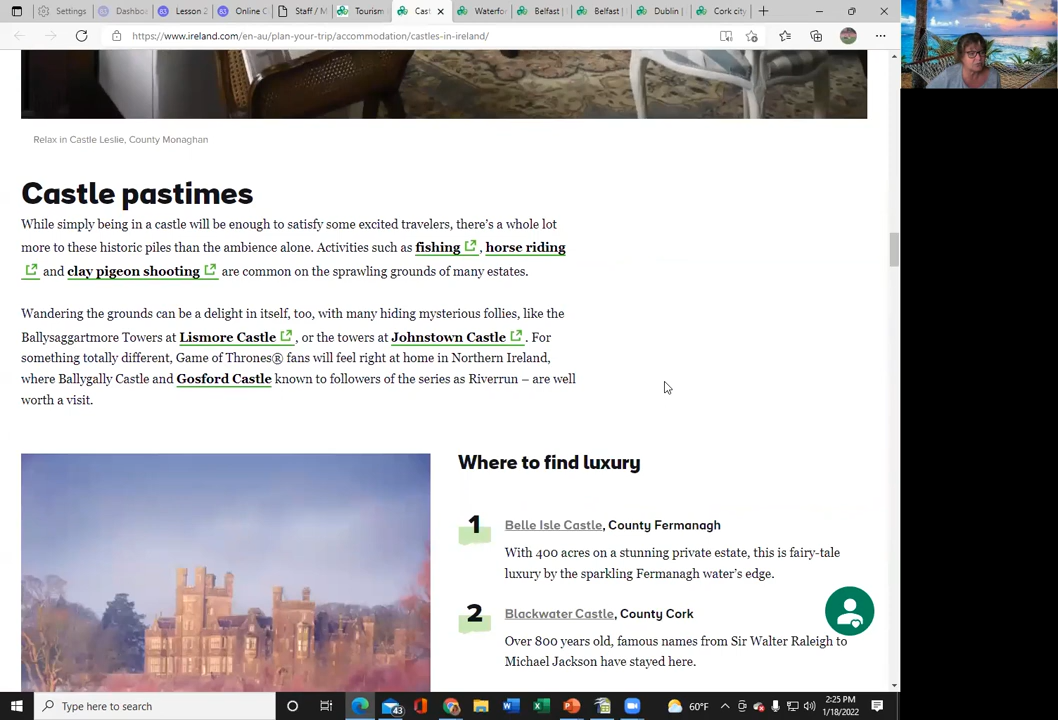 Settings
Dashbo
Lesson 2
Online C
Staff / M
Tourism
Cast
Waterfo
Belfast |
Belfast |
Dublin |
Cork city
https://www.ireland.com/en-au/plan-your-trip/accommodation/castles-in-ireland/
Relax in Castle Leslie, County Monaghan
Castle pastimes
While simply being in a castle will be enough to satisfy some excited travelers, there's a whole lot
more to these historic piles than the ambience alone. Activities such as fishing , horse riding
and clay pigeon shooting are common on the sprawling grounds of many estates.
Wandering the grounds can be a delight in itself, too, with many hiding mysterious follies, like the
Ballysaggartmore Towers at Lismore Castle , or the towers at Johnstown Castle . For
something totally different, Game of Thrones® fans will feel right at home in Northern Ireland,
where Ballygally Castle and Gosford Castle known to followers of the series as Riverrun – are well
worth a visit.
Where to find luxury
1 Belle Isle Castle, County Fermanagh
With 400 acres on a stunning private estate, this is fairy-tale
luxury by the sparkling Fermanagh water's edge.
2 Blackwater Castle, County Cork
Over 800 years old, famous names from Sir Walter Raleigh to
Michael Jackson have stayed here.
Type here to search
43
60°F
2:25 PM
1/18/2022